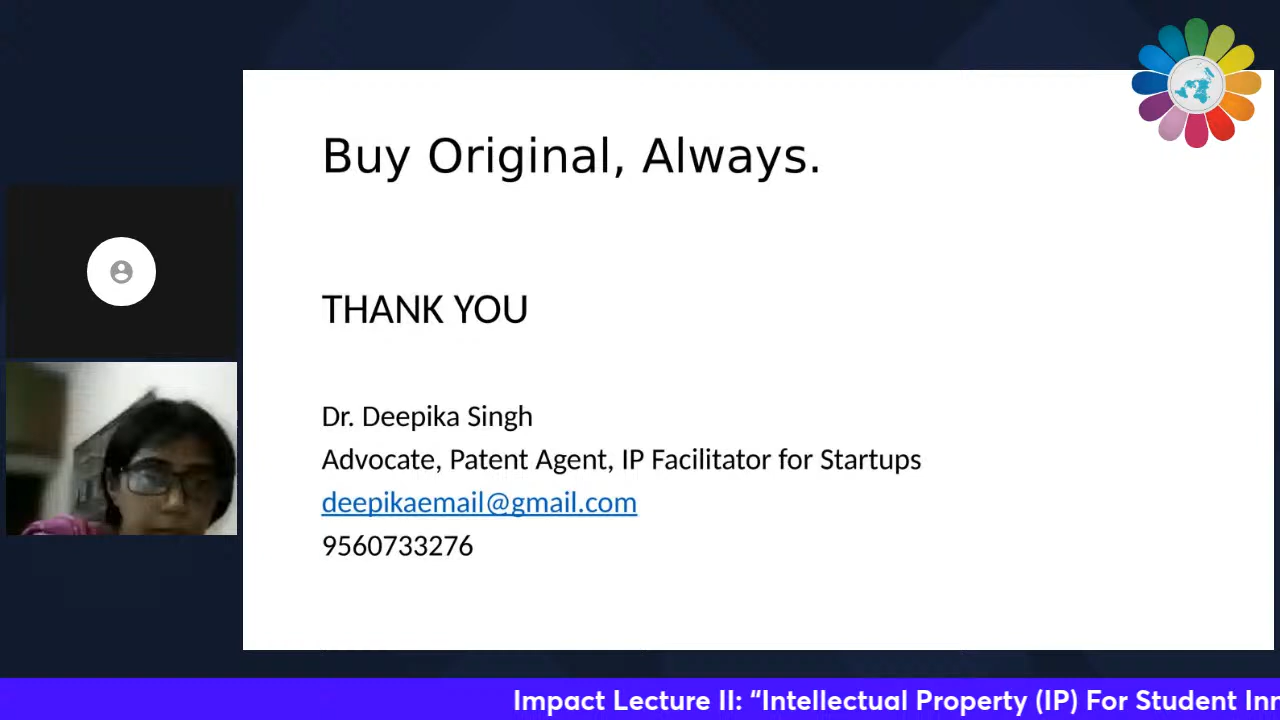 Buy Original, Always.
THANK YOU
Dr. Deepika Singh
Advocate, Patent Agent, IP Facilitator for Startups
deepikaemail@gmail.com
9560733276
Impact Lecture II: “Intellectual Property (IP) For Student